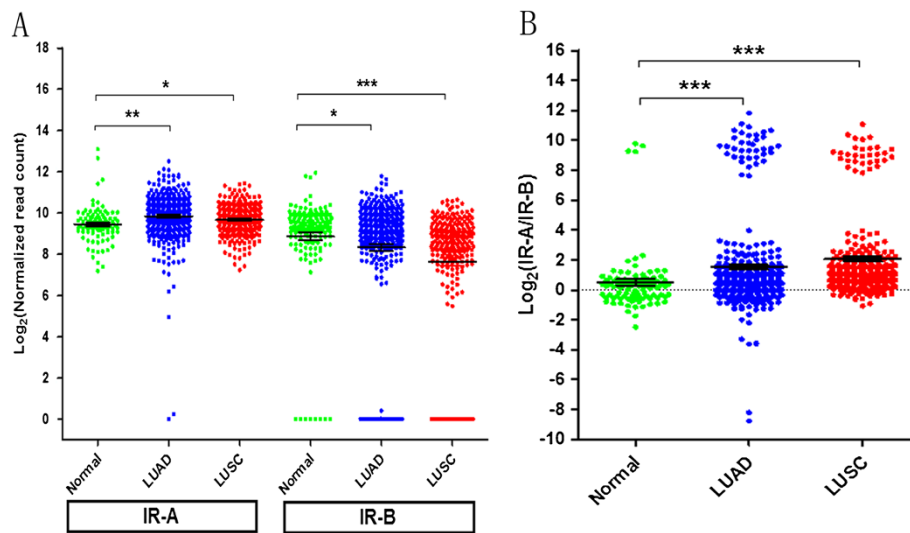 A
Log2(Normalized read count)
18
16
14
12
10
8
6
4
2
0
*
**
***
*
Normal
LUAD
LUSC
Normal
LUAD
LUSC
IR-A
IR-B
B
Log2(IR-A/IR-B)
16
14
12
10
8
6
4
2
0
-2
-4
-6
-8
-10
***
***
Normal
LUAD
LUSC